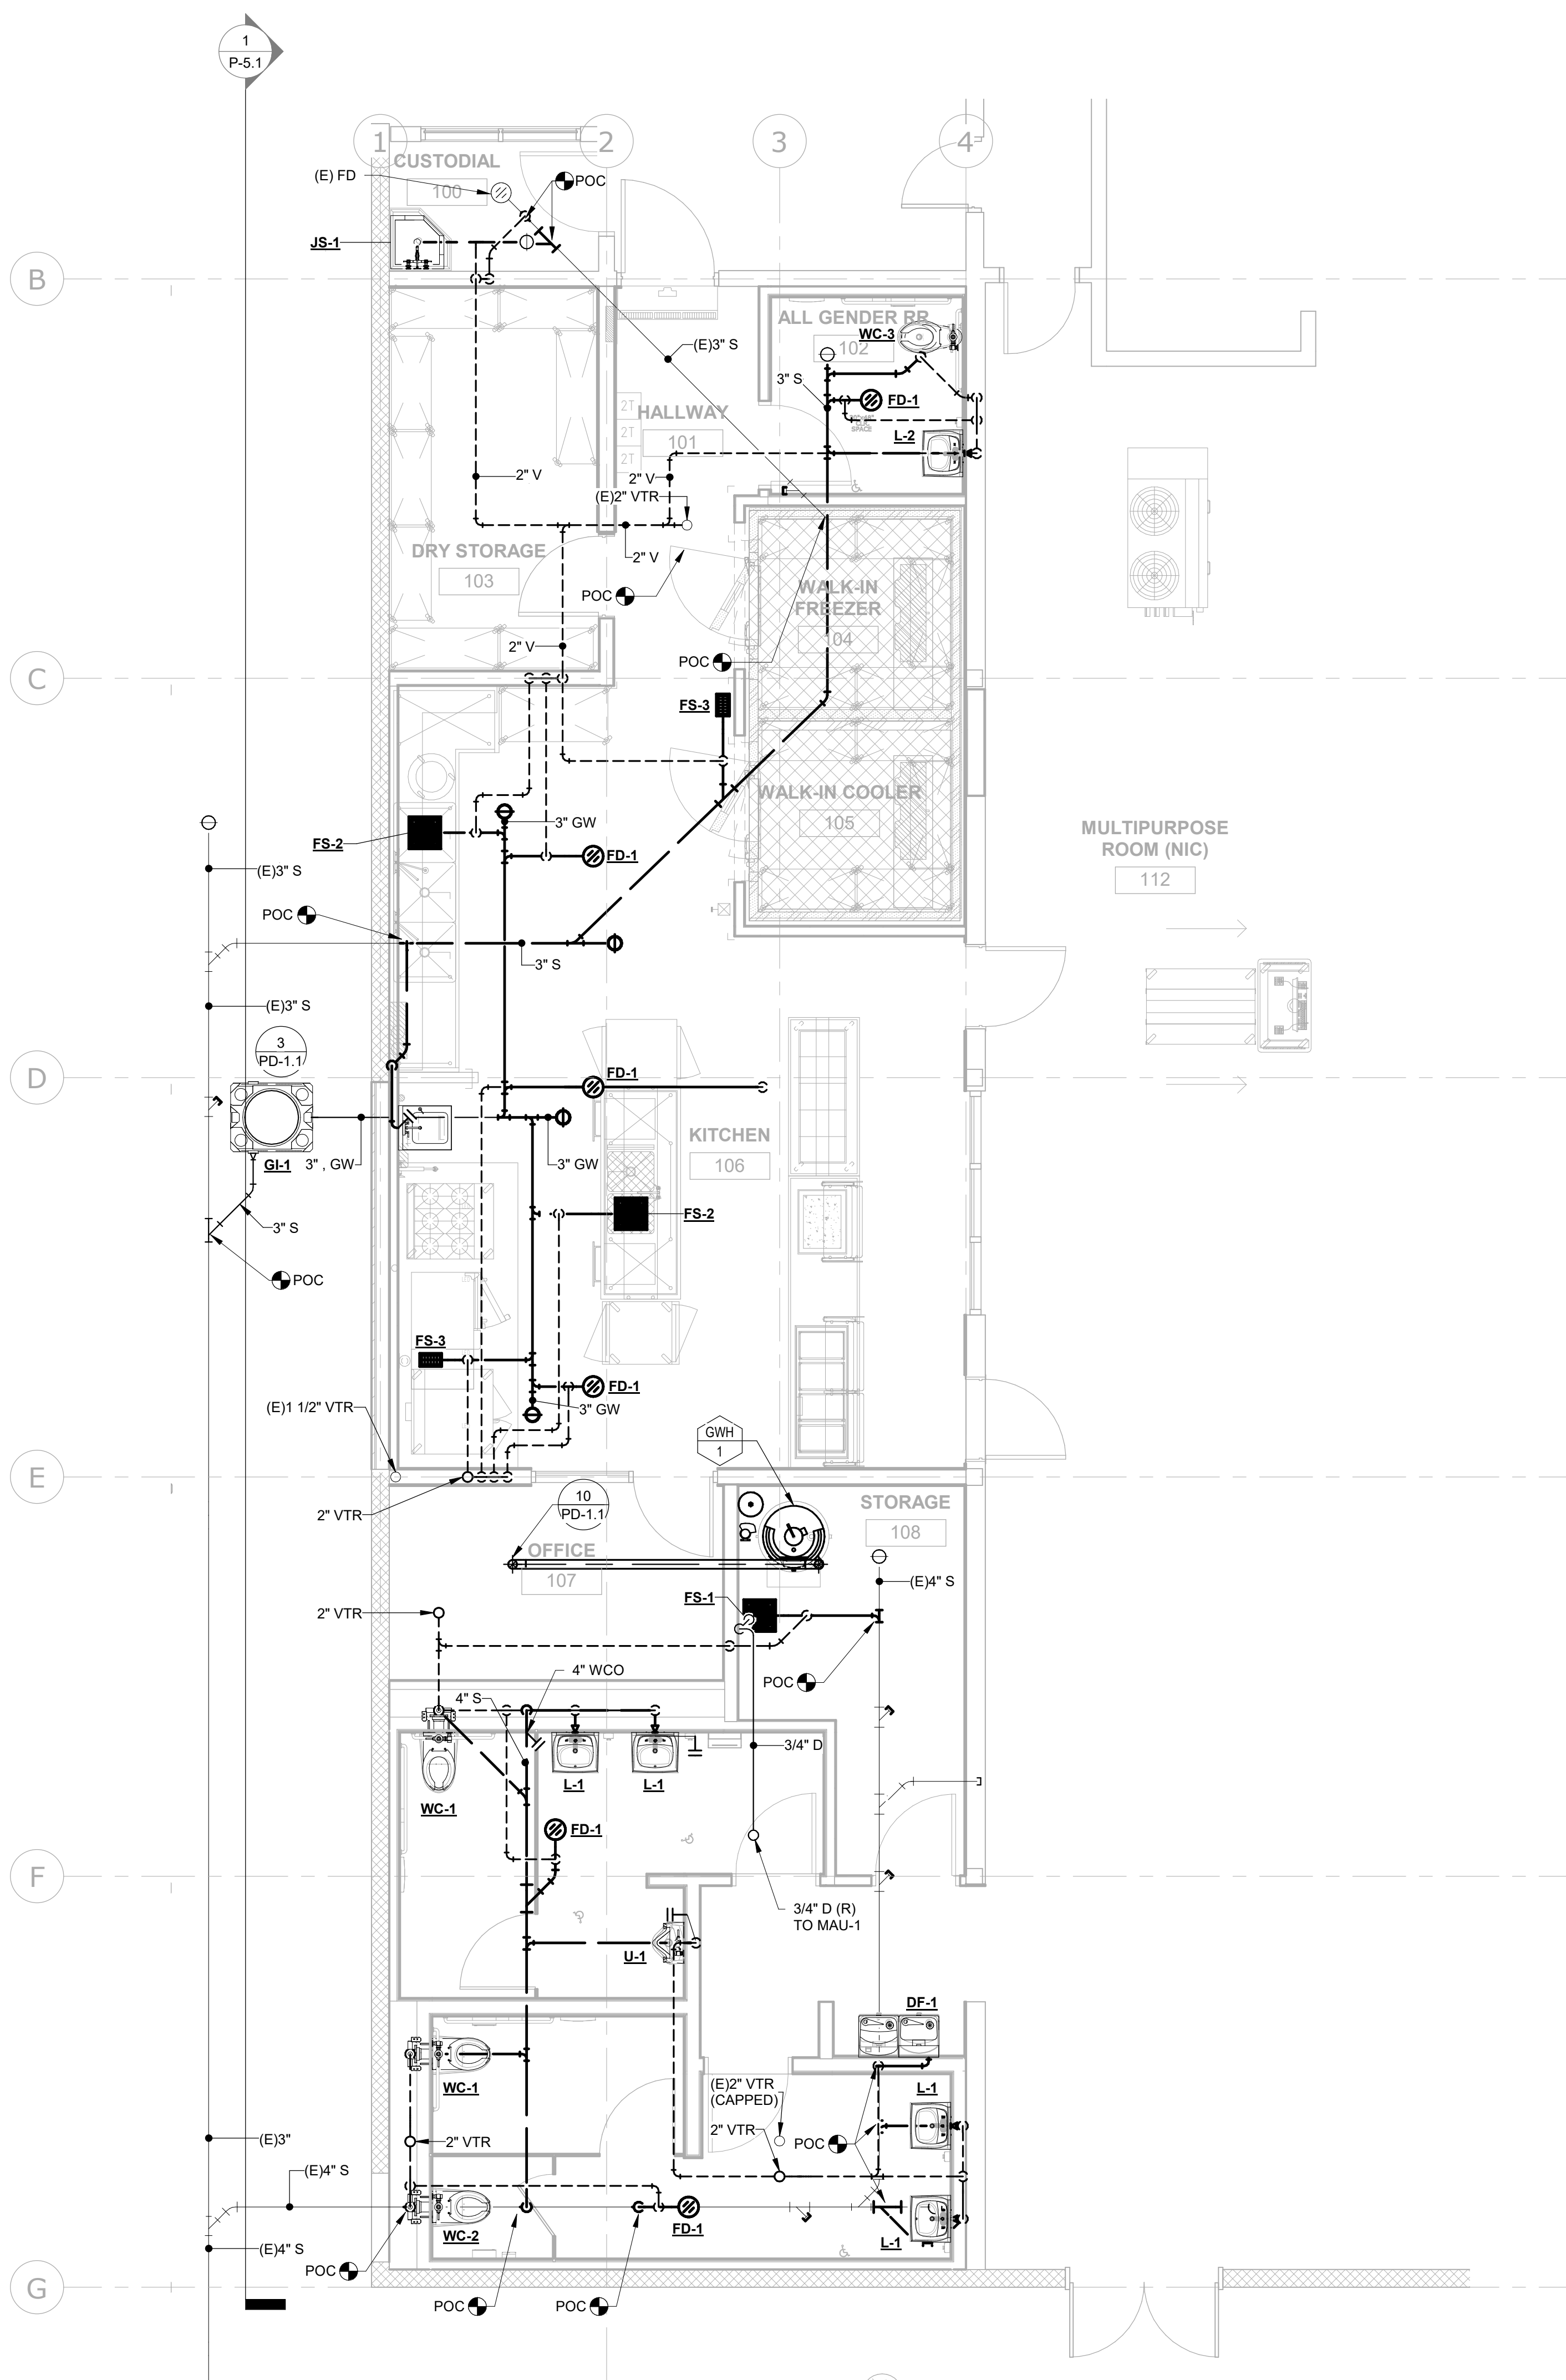 1
P-5.1
1
2
3
4
CUSTODIAL
100
(E) FD
POC
JS-1
B
ALL GENDER RR
102
WC-3
(E)3" S
3" S
FD-1
2T
2T
2T
HALLWAY
101
30"x48"
CLR.
SPACE
L-2
2" V
2" V
(E)2" VTR
2" V
DRY STORAGE
103
POC
WALK-IN
FREEZER
104
2" V
POC
C
FS-3
WALK-IN COOLER
105
3" GW
FS-2
FD-1
MULTIPURPOSE
ROOM (NIC)
112
(E)3" S
POC
3" S
(E)3" S
3
PD-1.1
D
FD-1
KITCHEN
106
GI-1
3" , GW
3" GW
FS-2
3" S
POC
FS-3
FD-1
(E)1 1/2" VTR
3" GW
GWH
1
E
2" VTR
10
PD-1.1
STORAGE
108
OFFICE
107
(E)4" S
FS-1
2" VTR
4" WCO
4" S
POC
3/4" D
L-1
L-1
WC-1
FD-1
F
3/4" D (R)
TO MAU-1
U-1
DF-1
(E)2" VTR
(CAPPED)
WC-1
L-1
2" VTR
2" VTR
POC
(E)3"
(E)4" S
WC-2
FD-1
L-1
(E)4" S
POC
G
POC
POC